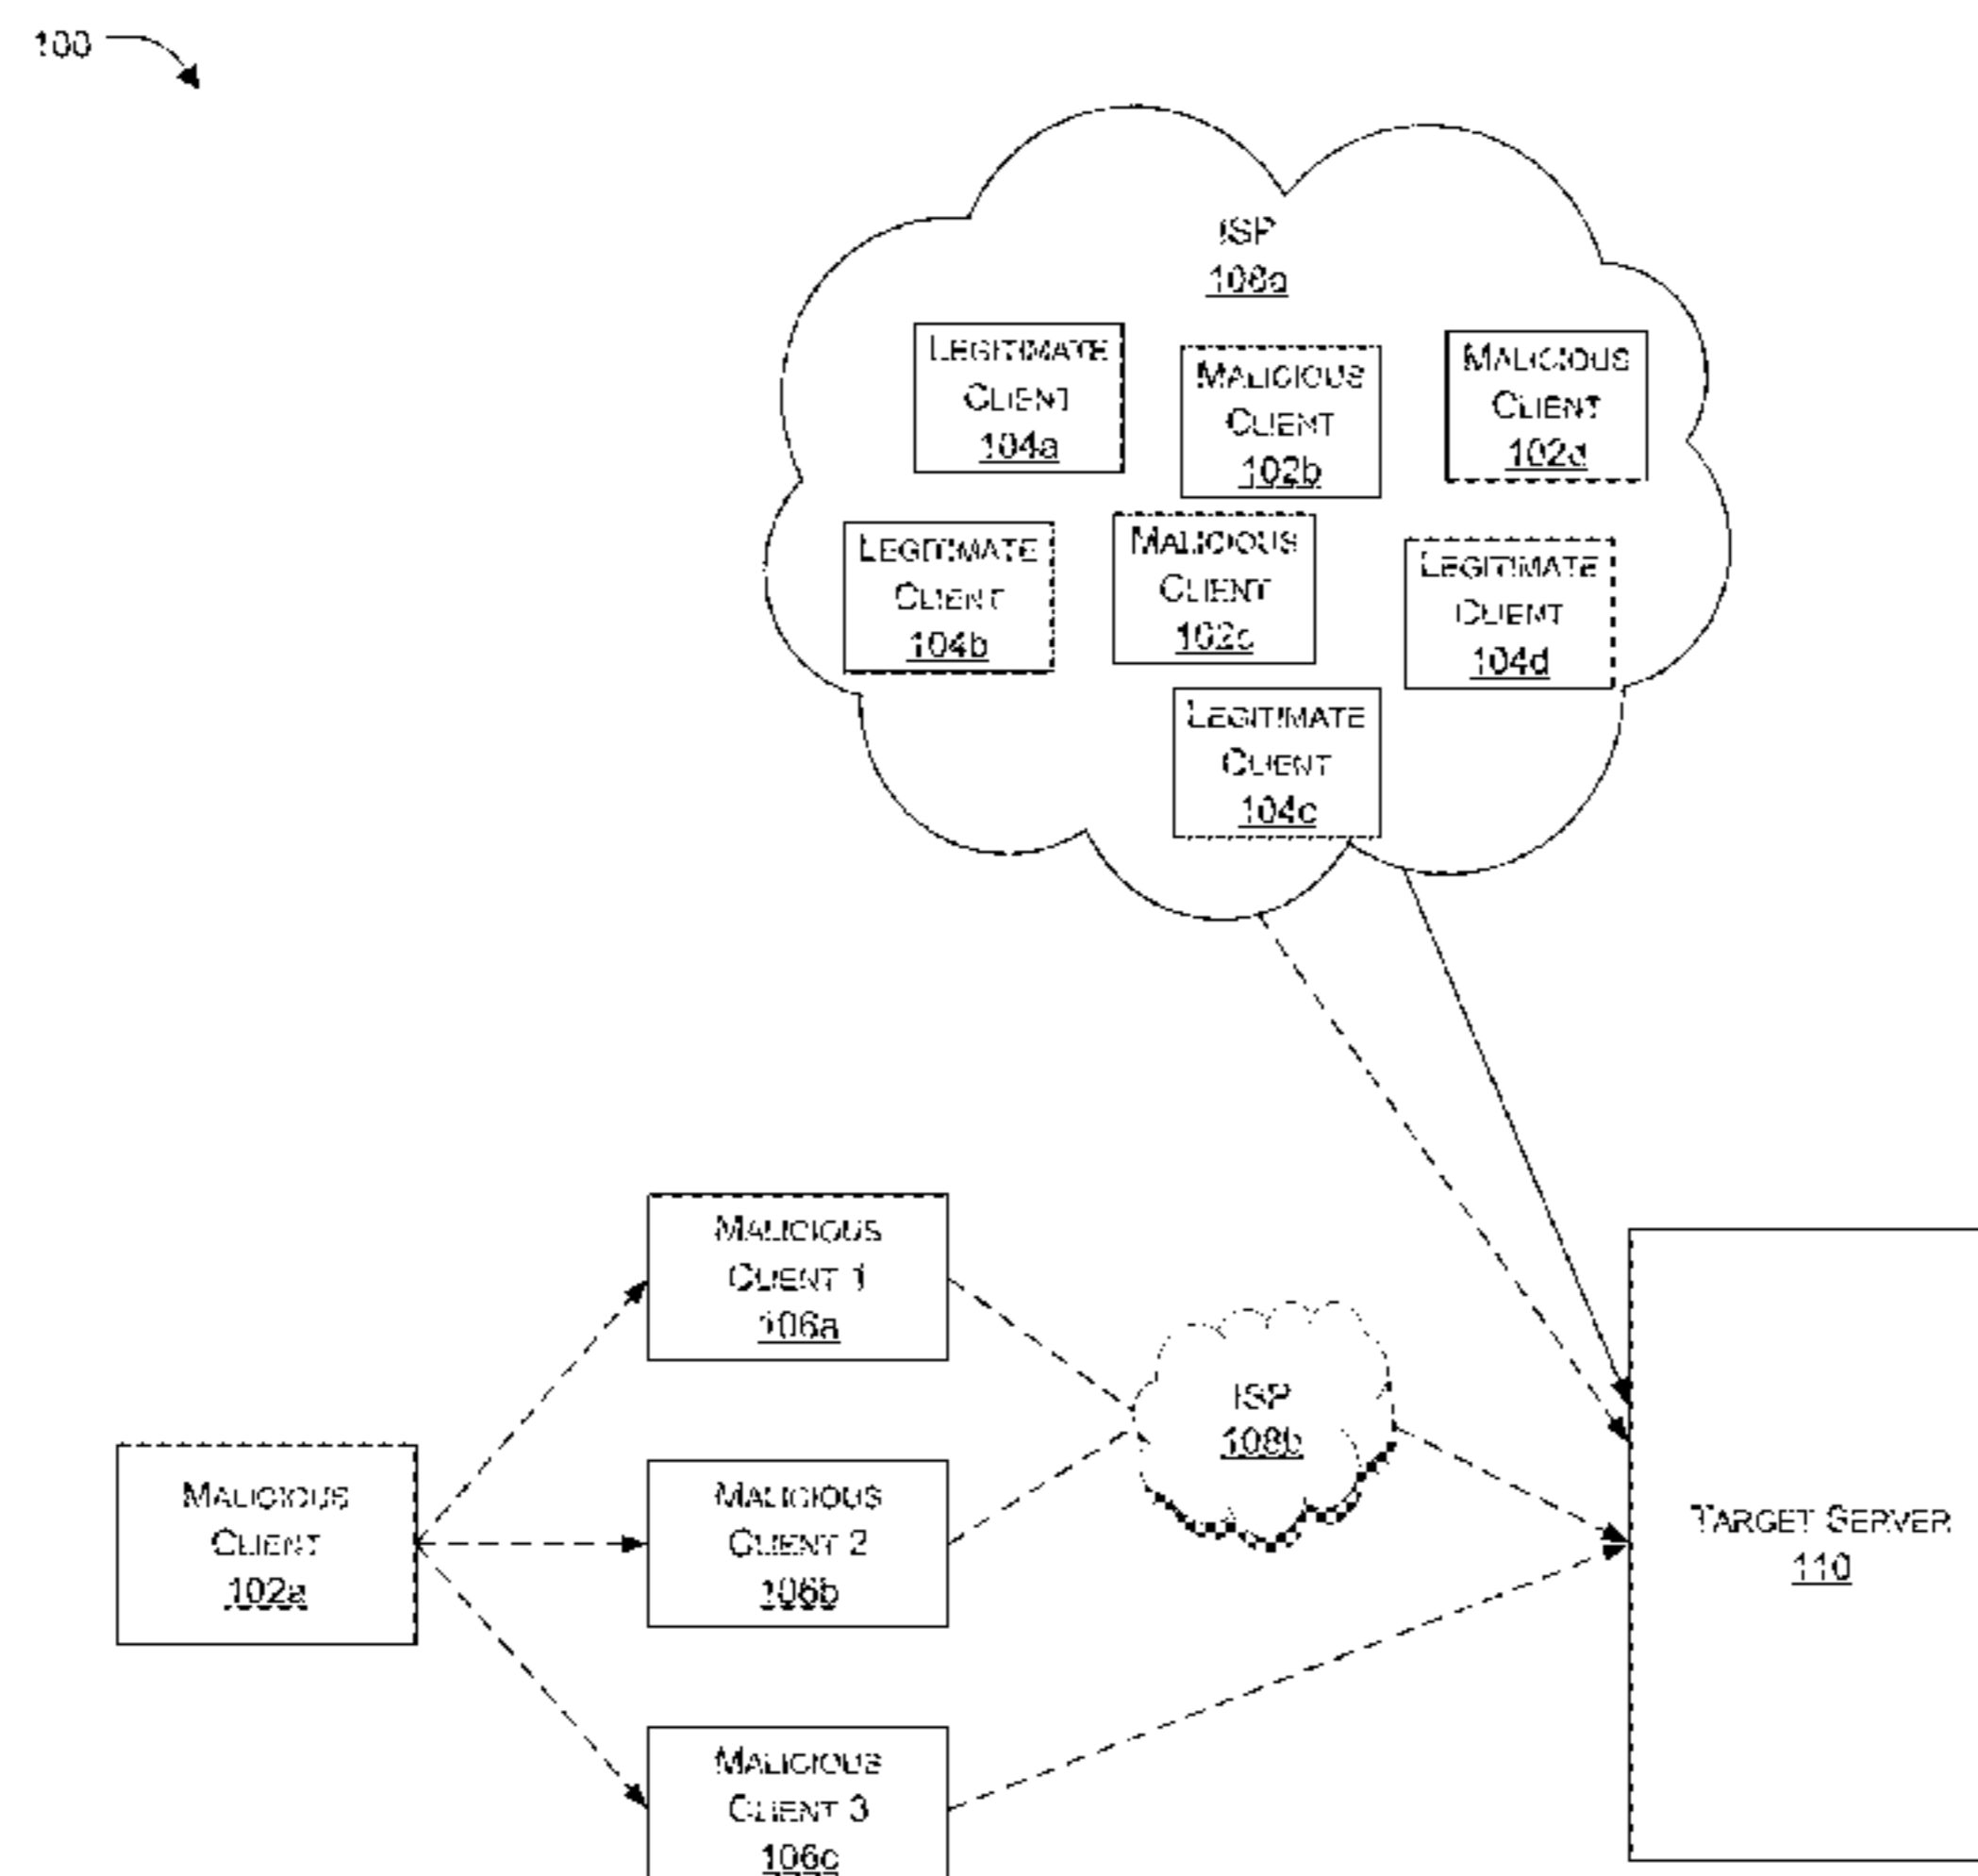 100
ISP
108a
LEGITIMATE
CLIENT
104a
MALICIOUS
CLIENT
102b
MALICIOUS
CLIENT
102d
LEGITIMATE
CLIENT
104b
MALICIOUS
CLIENT
102c
LEGITIMATE
CLIENT
104d
LEGITIMATE
CLIENT
104c
MALICIOUS
CLIENT 1
106a
ISP
108b
MALICIOUS
CLIENT
102a
MALICIOUS
CLIENT 2
106b
TARGET SERVER
110
MALICIOUS
CLIENT 3
106c